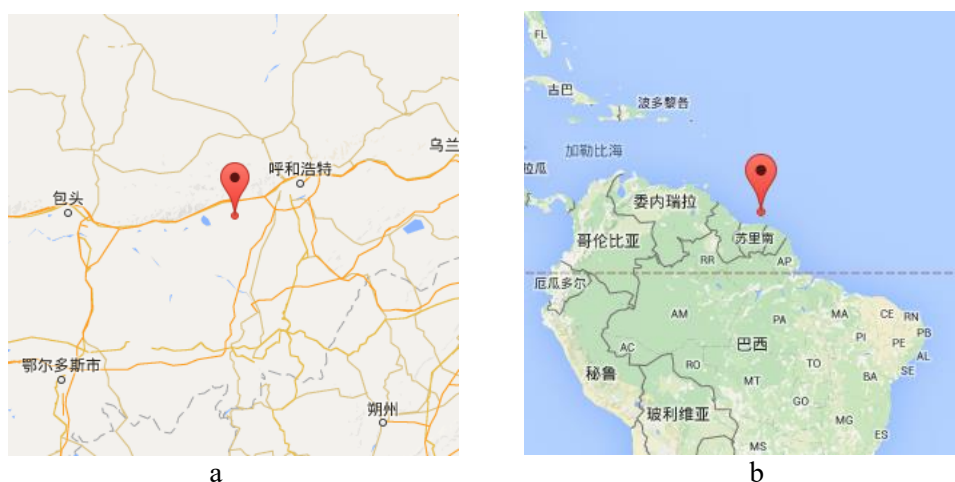 乌兰
呼和浩特
包头
鄂尔多斯市
朔州
a
FL
古巴
波多黎各
加勒比海
拉瓜
委内瑞拉
哥伦比亚
苏里南
RR
AP
厄瓜多尔
AM
PA
MA
CE
RN
PB
PI
PE
AL
AC
RO
巴西
TO
SE
BA
秘鲁
MT
GO
玻利维亚
MG
ES
MS
b